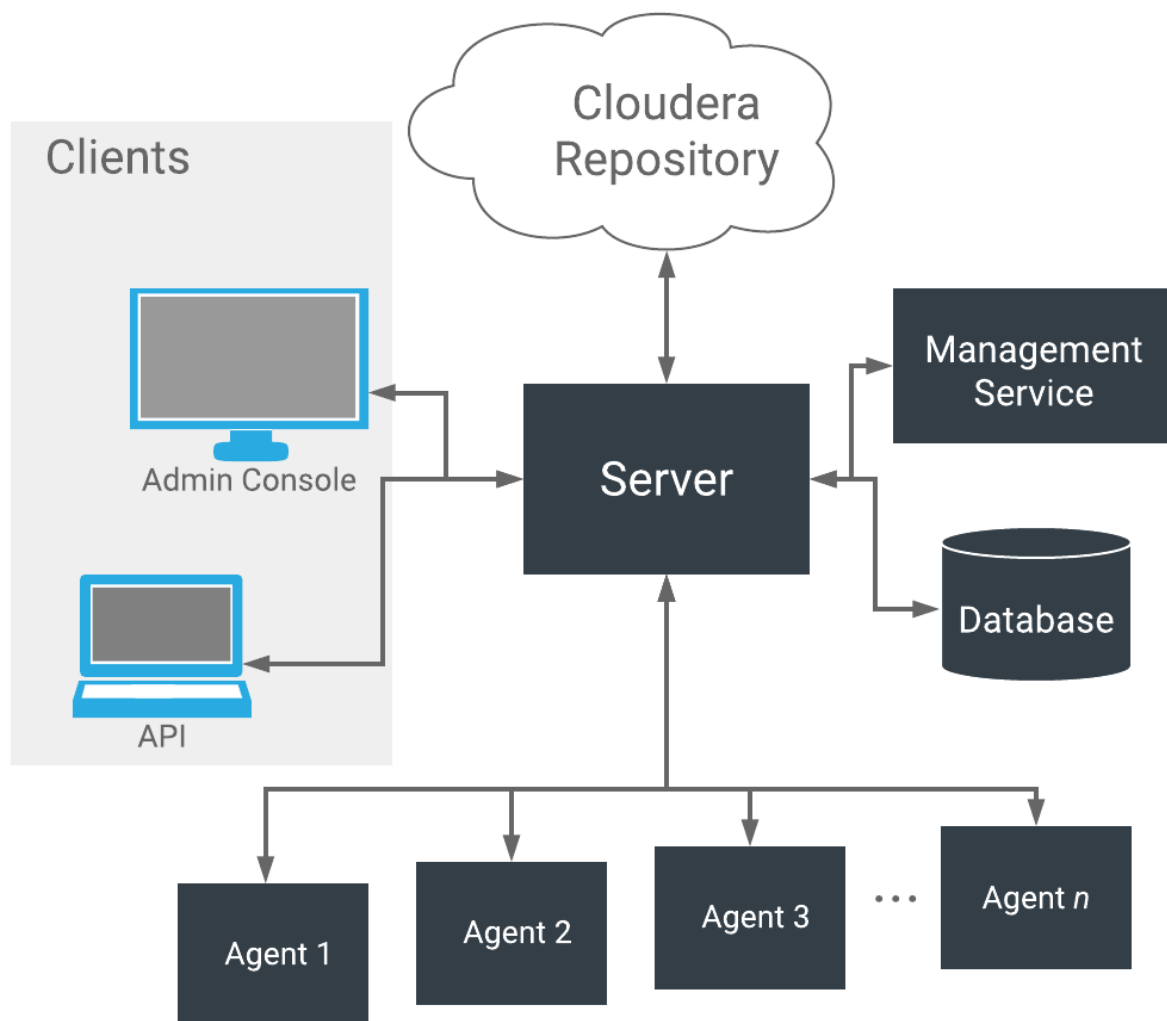 Cloudera
Repository
Clients
Management
Service
Server
Admin Console
Database
API
Agent 1
Agent 2
Agent 3
...
Agent n